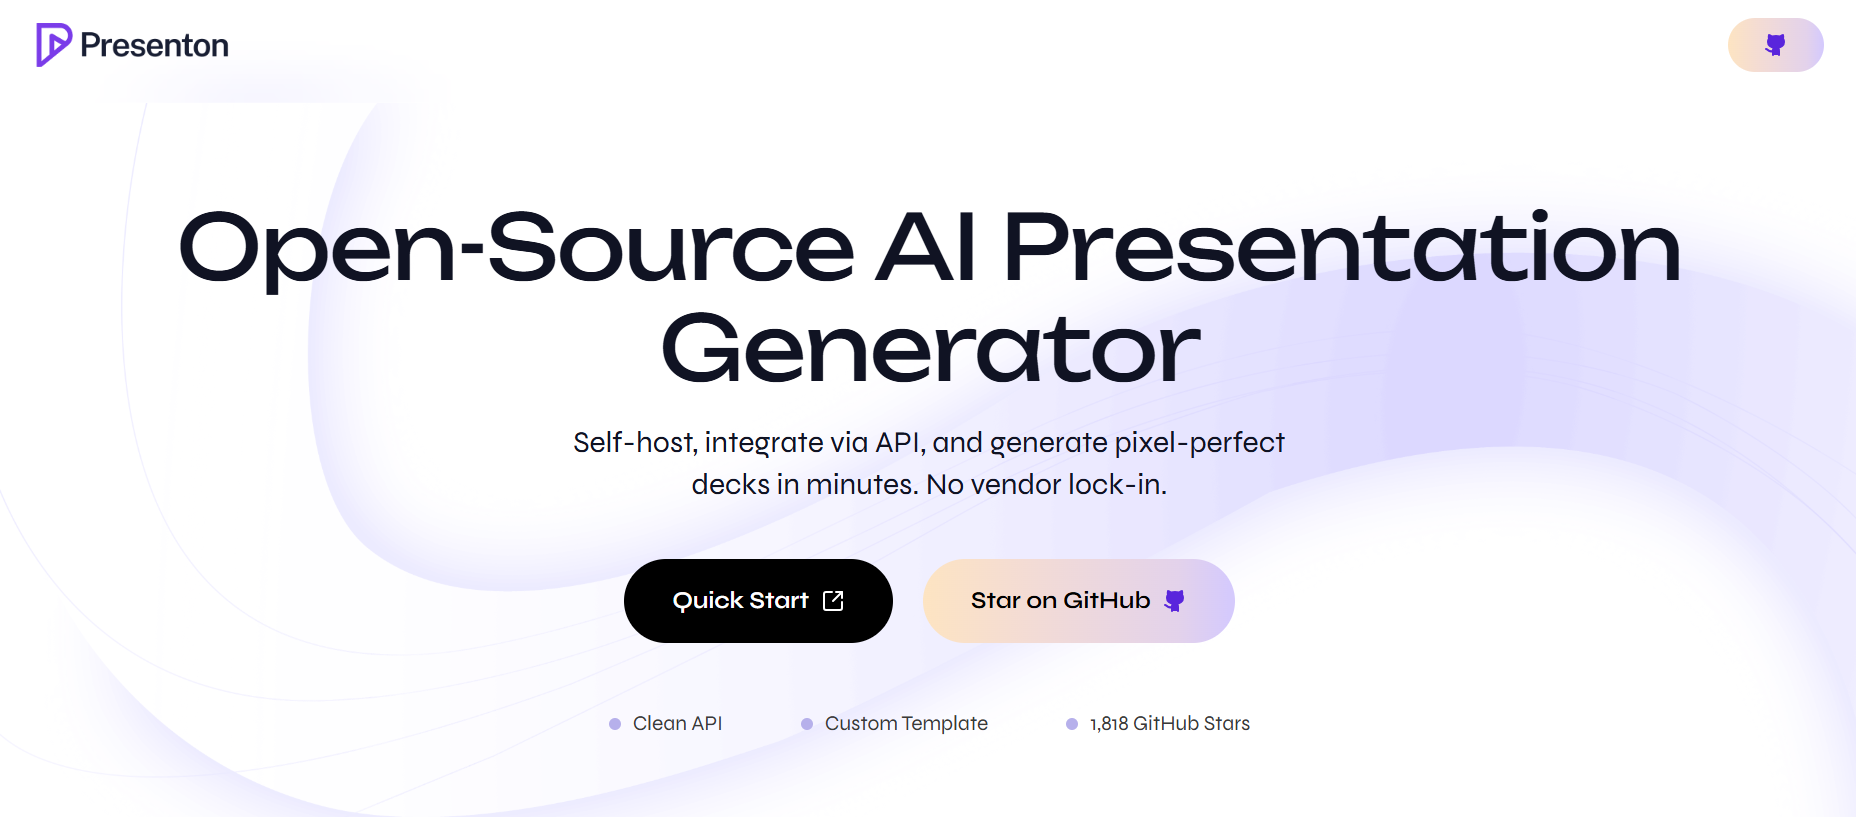 Presenton
Open-Source AI Presentation
Generator
Self-host, integrate via API, and generate pixel-perfect
decks in minutes. No vendor lock-in.
Quick Start
Star on GitHub
Clean API
Custom Template
1,818 GitHub Stars